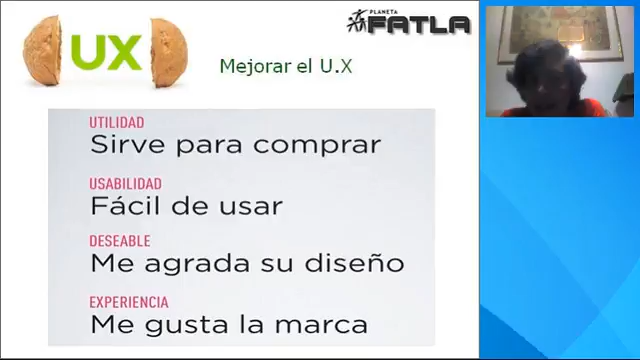 UX
PLANETA
FATLA
Mejorar el U.X
UTILIDAD
Sirve para comprar
USABILIDAD
Fácil de usar
DESEABLE
Me agrada su diseño
EXPERIENCIA
Me gusta la marca